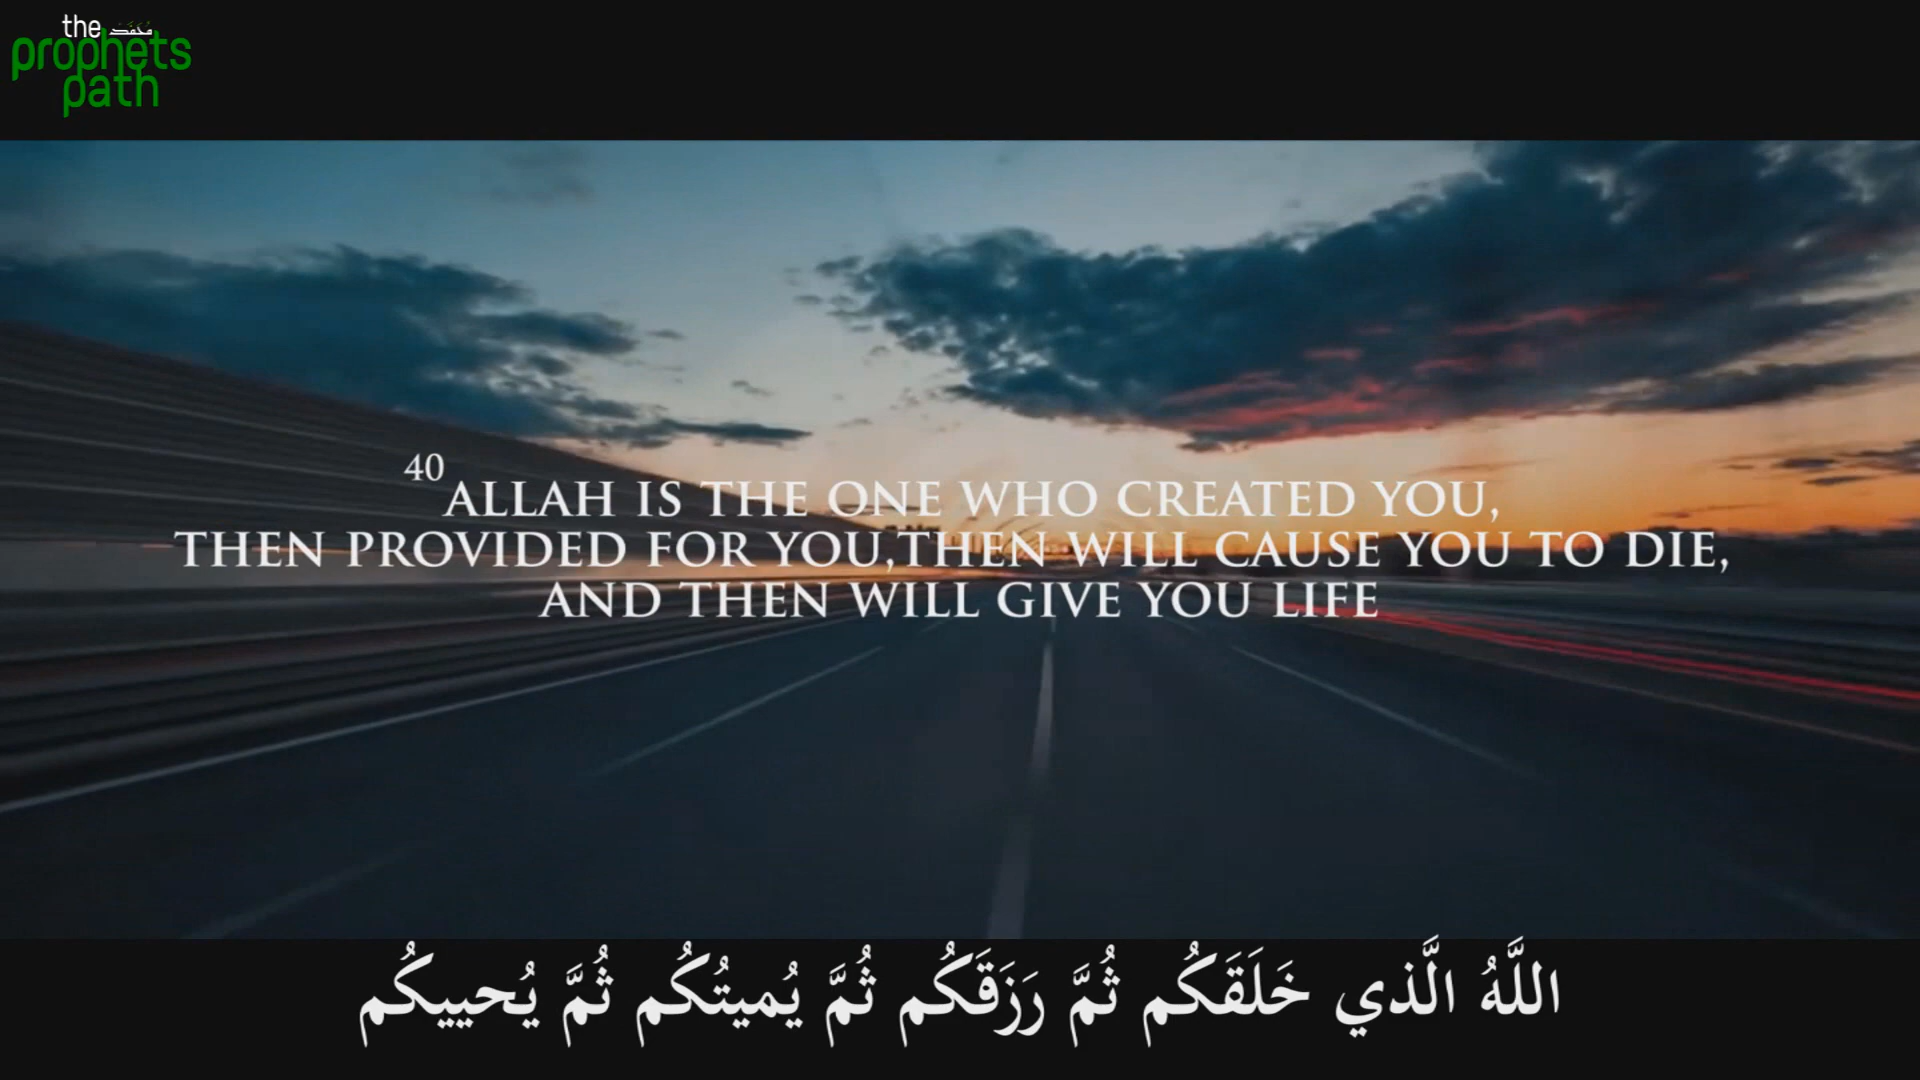 the مُحَمَّد
prophets
path
40
ALLAH IS THE ONE WHO CREATED YOU,
THEN PROVIDED FOR YOU,THEN WILL CAUSE YOU TO DIE,
AND THEN WILL GIVE YOU LIFE
اللَّهُ الَّذي خَلَقَكُم ثُمَّ رَزَقَكُم ثُمَّ يُميتُكُم ثُمَّ يُحييكُم